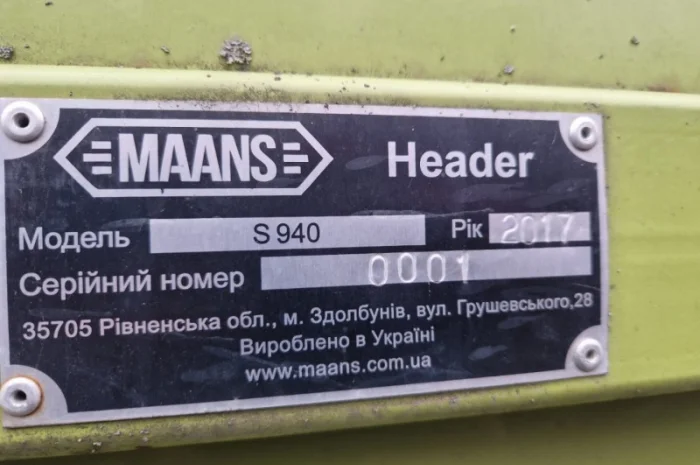 MAANS Header
Модель S 940 Рік 2017
Серійний номер 0001
35705 Рівненська обл., м. Здолбунів, вул. Грушевського,28
Вироблено в Україні
www.maans.com.ua